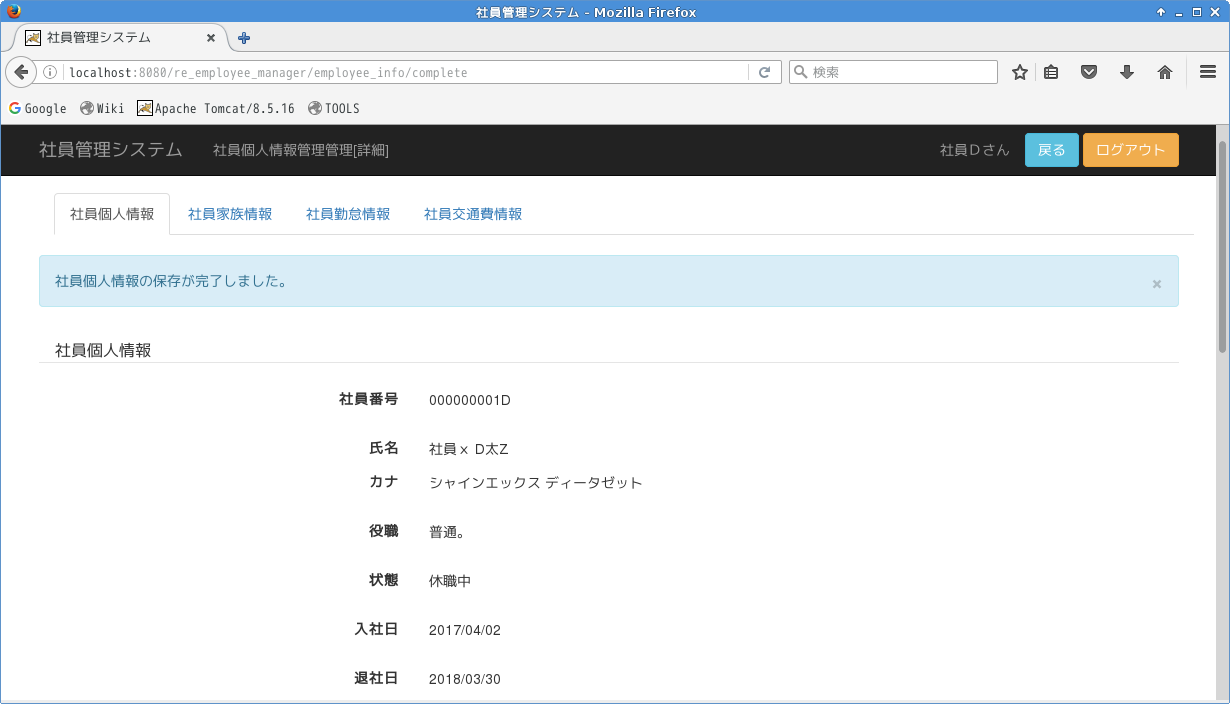 社員管理システム - Mozilla Firefox
社員管理システム
localhost:8080/re_employee_manager/employee_info/complete
検索
Google Wiki Apache Tomcat/8.5.16 TOOLS
社員管理システム 社員個人情報管理管理[詳細] 社員Dさん 戻る ログアウト
社員個人情報 社員家族情報 社員勤怠情報 社員交通費情報
社員個人情報の保存が完了しました。 ×
社員個人情報
社員番号 000000001D
氏名 社員x D太Z
カナ シャインエックス ディータゼット
役職 普通。
状態 休職中
入社日 2017/04/02
退社日 2018/03/30